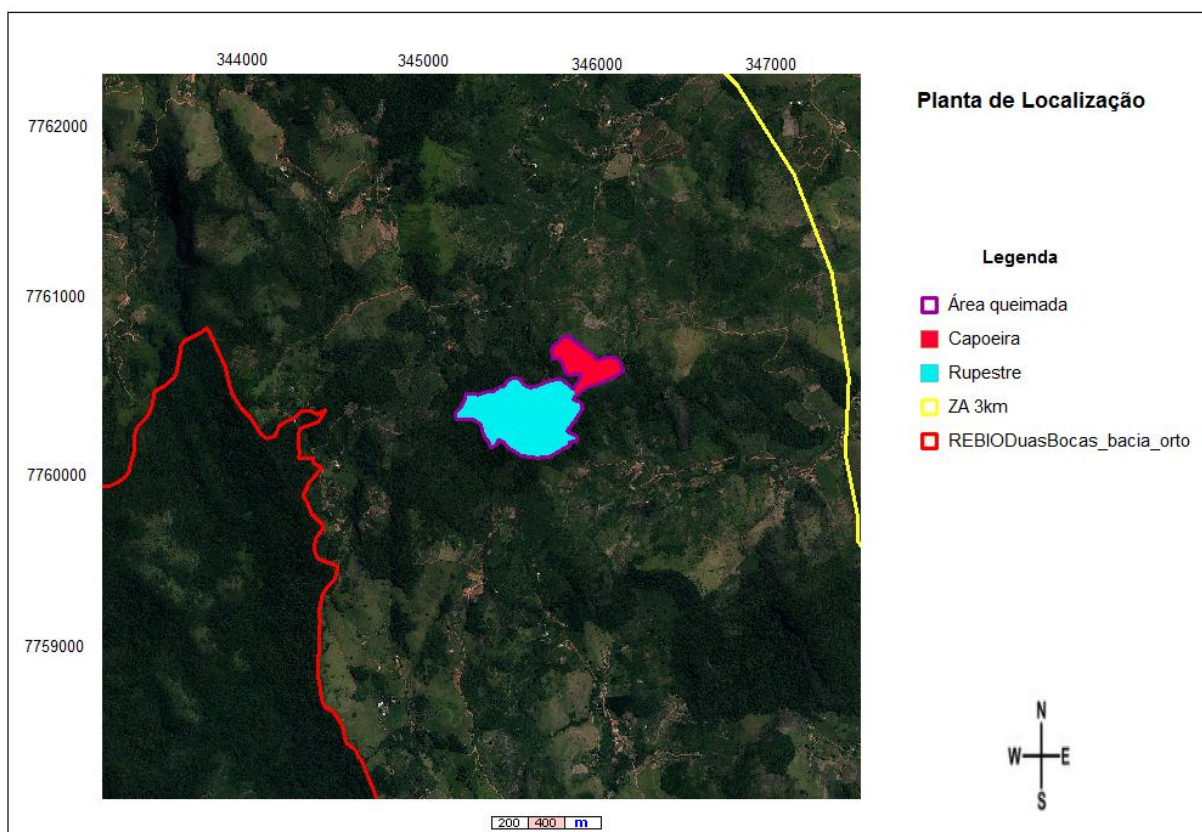 344000
345000
346000
347000
7762000
7761000
7760000
7759000
Planta de Localização
Legenda
Área queimada
Capoeira
Rupestre
ZA 3km
REBIODuasBocas_bacia_orto
N
W E
S
200 400 m